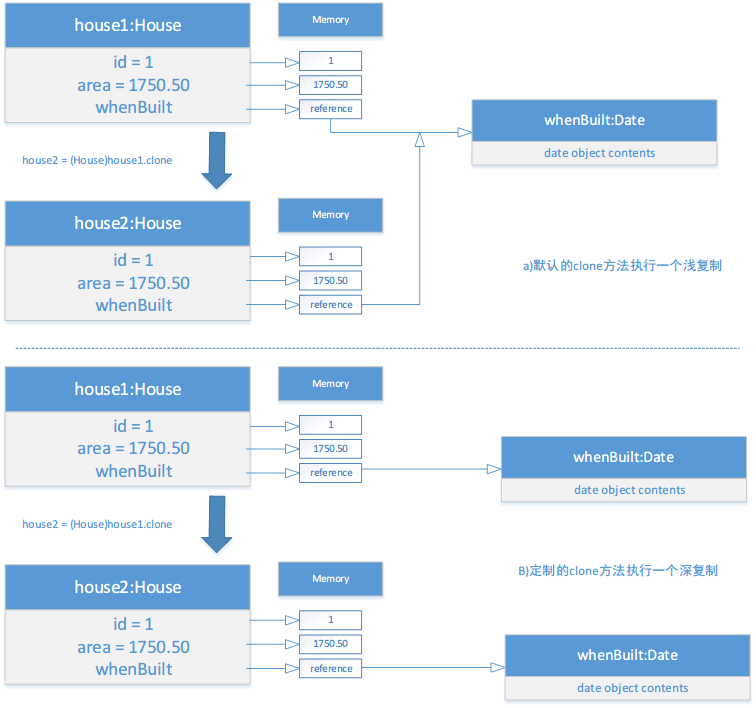 house1:House
Memory
id = 1
area = 1750.50
whenBuilt
1
1750.50
reference
whenBuilt:Date
date object contents
house2 = (House)house1.clone
house2:House
Memory
id = 1
area = 1750.50
whenBuilt
1
1750.50
reference
a)默认的clone方法执行一个浅复制
house1:House
Memory
id = 1
area = 1750.50
whenBuilt
1
1750.50
reference
whenBuilt:Date
date object contents
house2 = (House)house1.clone
B)定制的clone方法执行一个深复制
house2:House
Memory
id = 1
area = 1750.50
whenBuilt
1
1750.50
reference
whenBuilt:Date
date object contents